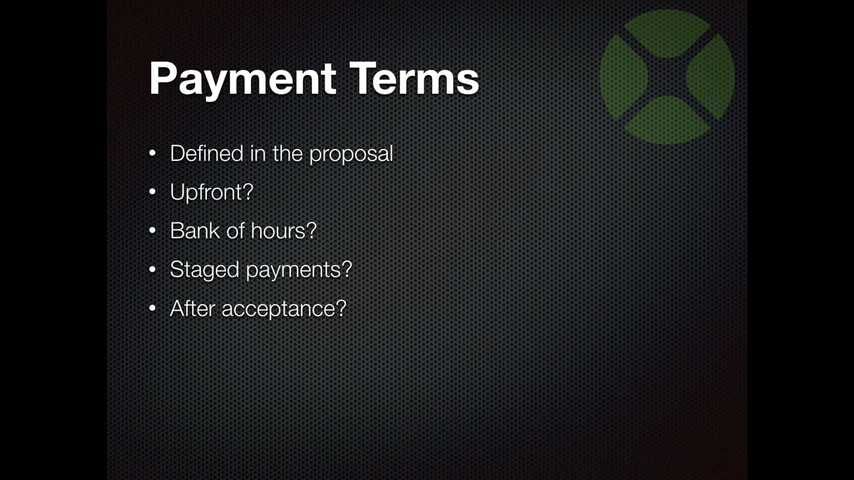 Payment Terms
• Defined in the proposal
• Upfront?
• Bank of hours?
• Staged payments?
• After acceptance?